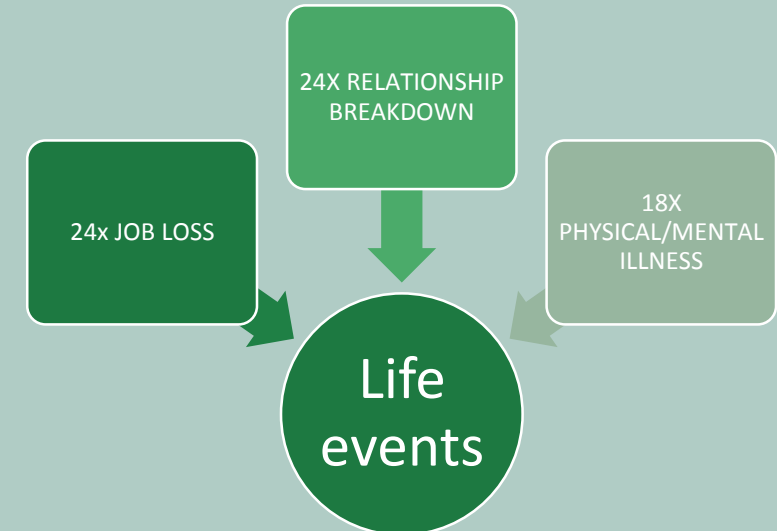 24X RELATIONSHIP
BREAKDOWN
24x JOB LOSS
18X
PHYSICAL/MENTAL
ILLNESS
Life
events